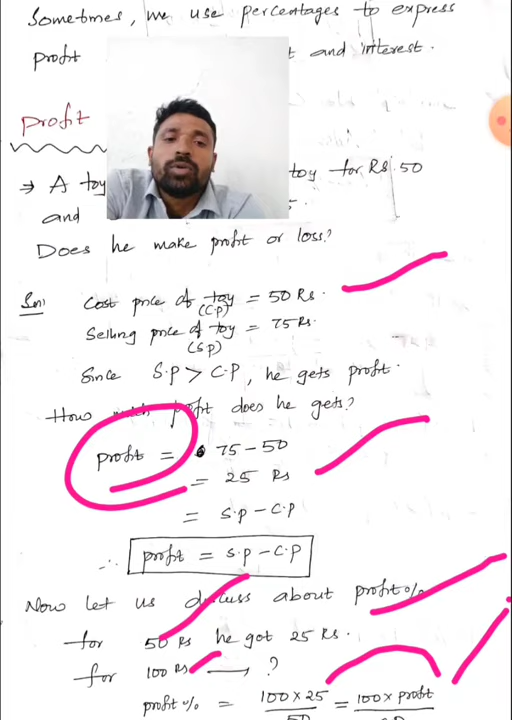 Sometimes, we use percentages to express
profit t and interest.
profit
⇒ A toy toy for Rs 50
and
Does he make profit or loss?
Sol: Cost price of toy = 50 Rs.
(C.P)
Selling price of toy = 75 Rs.
(S.P)
Since S.P > C.P, he gets profit.
How much profit does he gets?
profit = 75 - 50
= 25 Rs
= S.P - C.P
∴ profit = S.P - C.P
Now let us discuss about profit%
for 50 Rs he got 25 Rs.
for 100 Rs → ?
profit % = 100 × 25 / 50 = 100 × profit